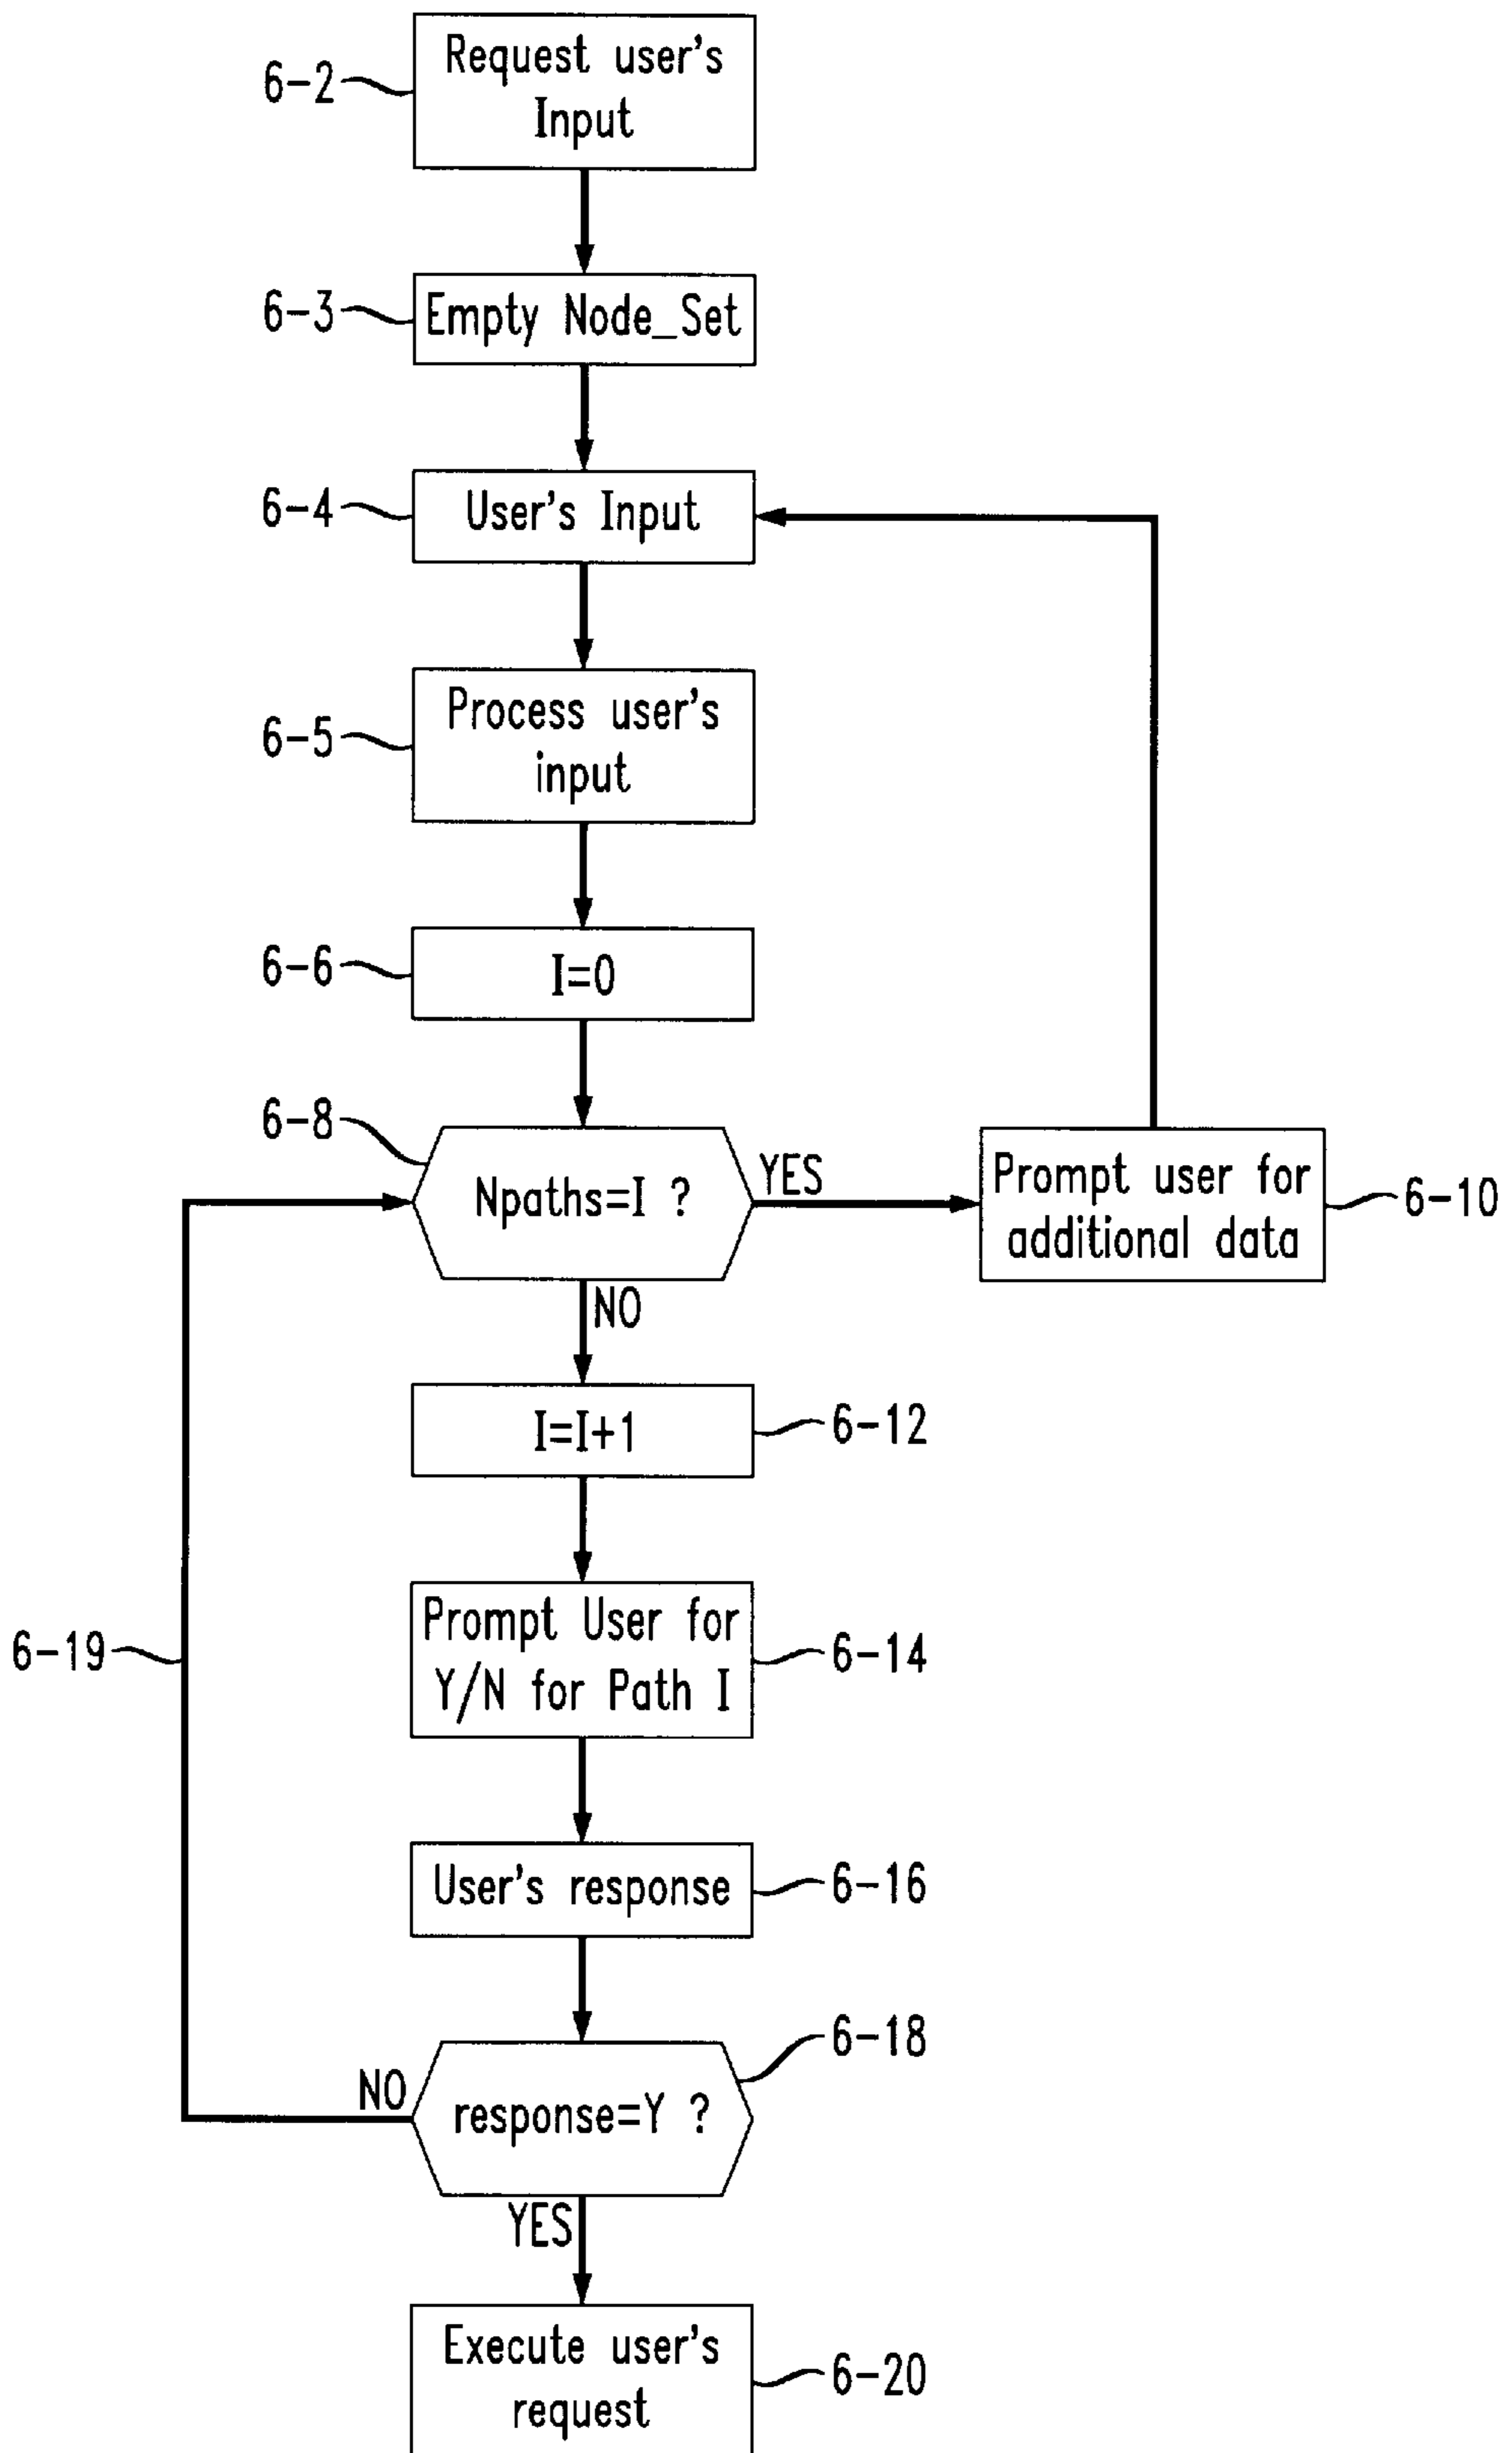 6-2
Request user's
Input
6-3
Empty Node_Set
6-4
User's Input
6-5
Process user's
input
6-6
I=0
6-8
Npaths=I ?
YES
Prompt user for
additional data
6-10
NO
I=I+1
6-12
6-19
Prompt User for
Y/N for Path I
6-14
User's response
6-16
6-18
NO
response=Y ?
YES
Execute user's
request
6-20